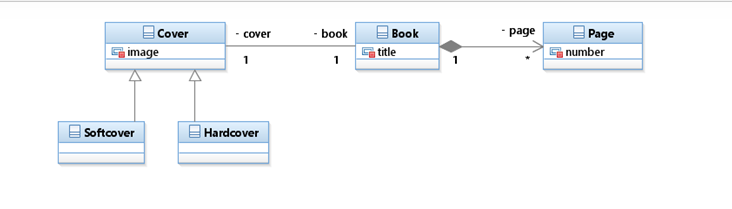 Cover
image
- cover
1
- book
1
Book
title
1
- page
*
Page
number
Softcover
Hardcover